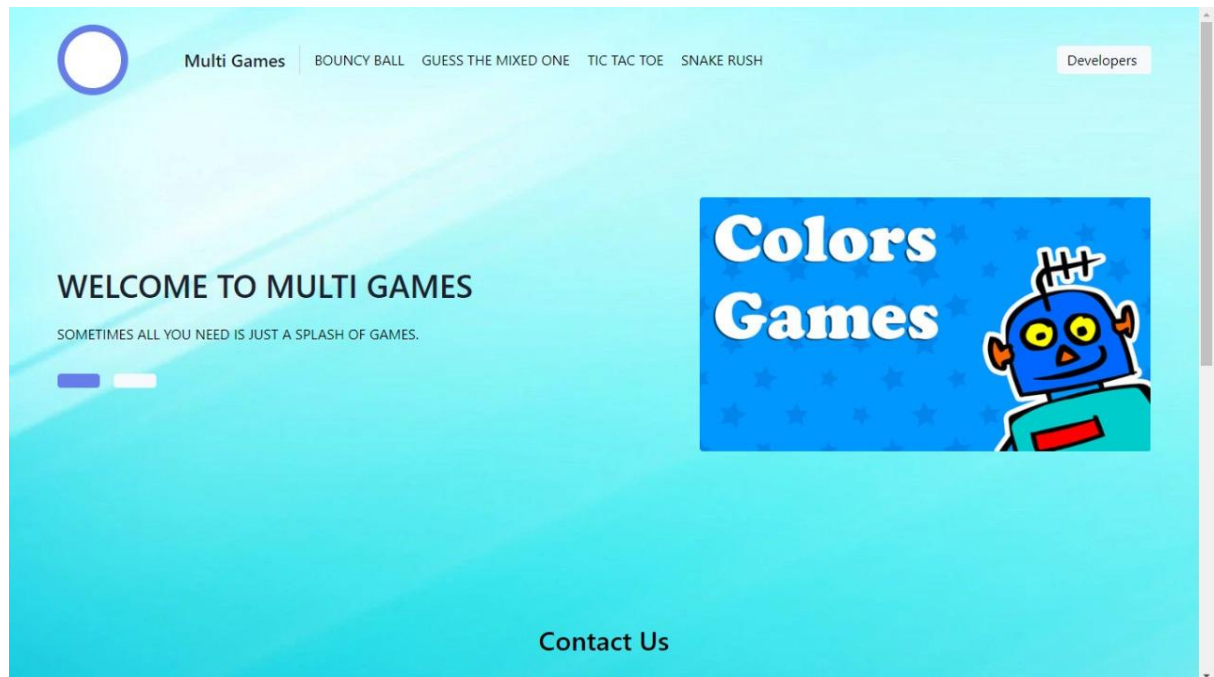 Multi Games BOUNCY BALL GUESS THE MIXED ONE TIC TAC TOE SNAKE RUSH Developers
Colors
Games
WELCOME TO MULTI GAMES
SOMETIMES ALL YOU NEED IS JUST A SPLASH OF GAMES.
Contact Us